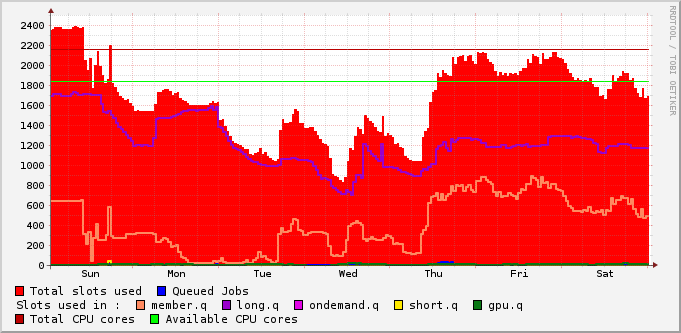 RRDTOOL / TOBI OETIKER
2400
2200
2000
1800
1600
1400
1200
1000
800
600
400
200
0
Sun Mon Tue Wed Thu Fri Sat
Total slots used Queued Jobs
Slots used in : member.q long.q ondemand.q short.q gpu.q
Total CPU cores Available CPU cores